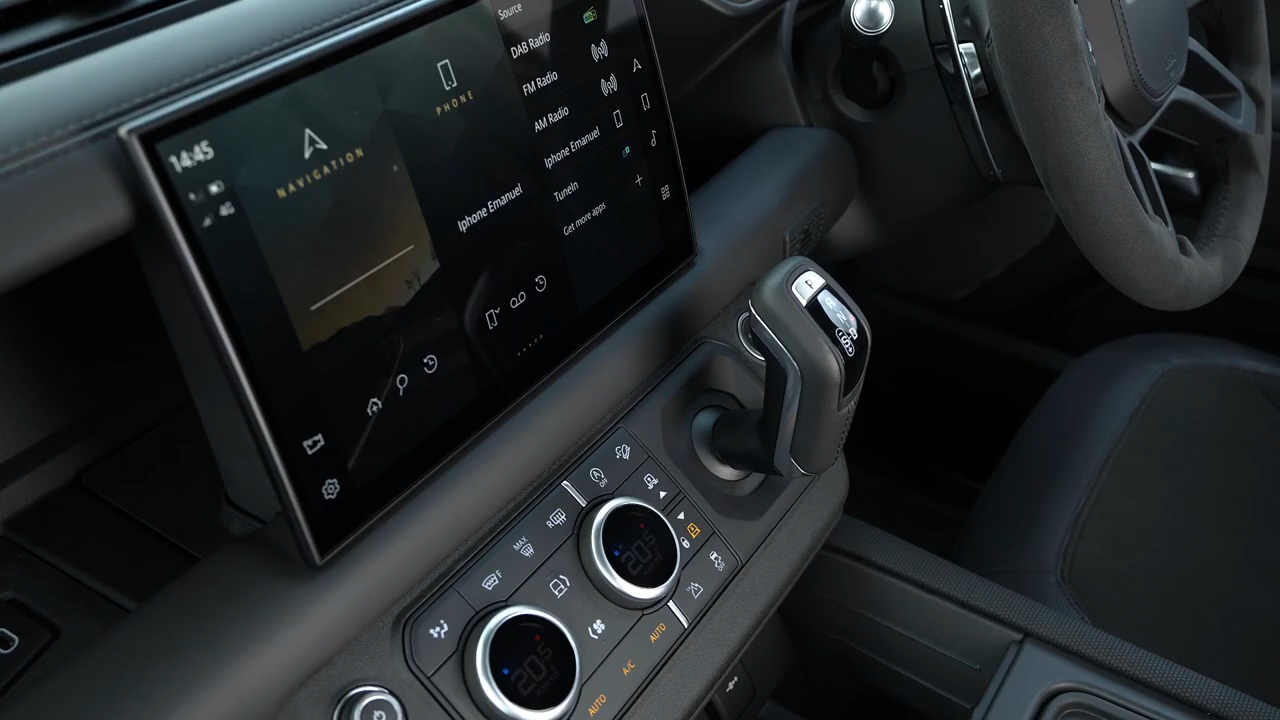 14:45
4G
NAVIGATION
PHONE
Iphone Emanuel
Source
DAB Radio
FM Radio
AM Radio
Iphone Emanuel
TuneIn
Get more apps
OFF
R
MAX
F
20.5
OFF
20.5
AUTO
A/C
AUTO